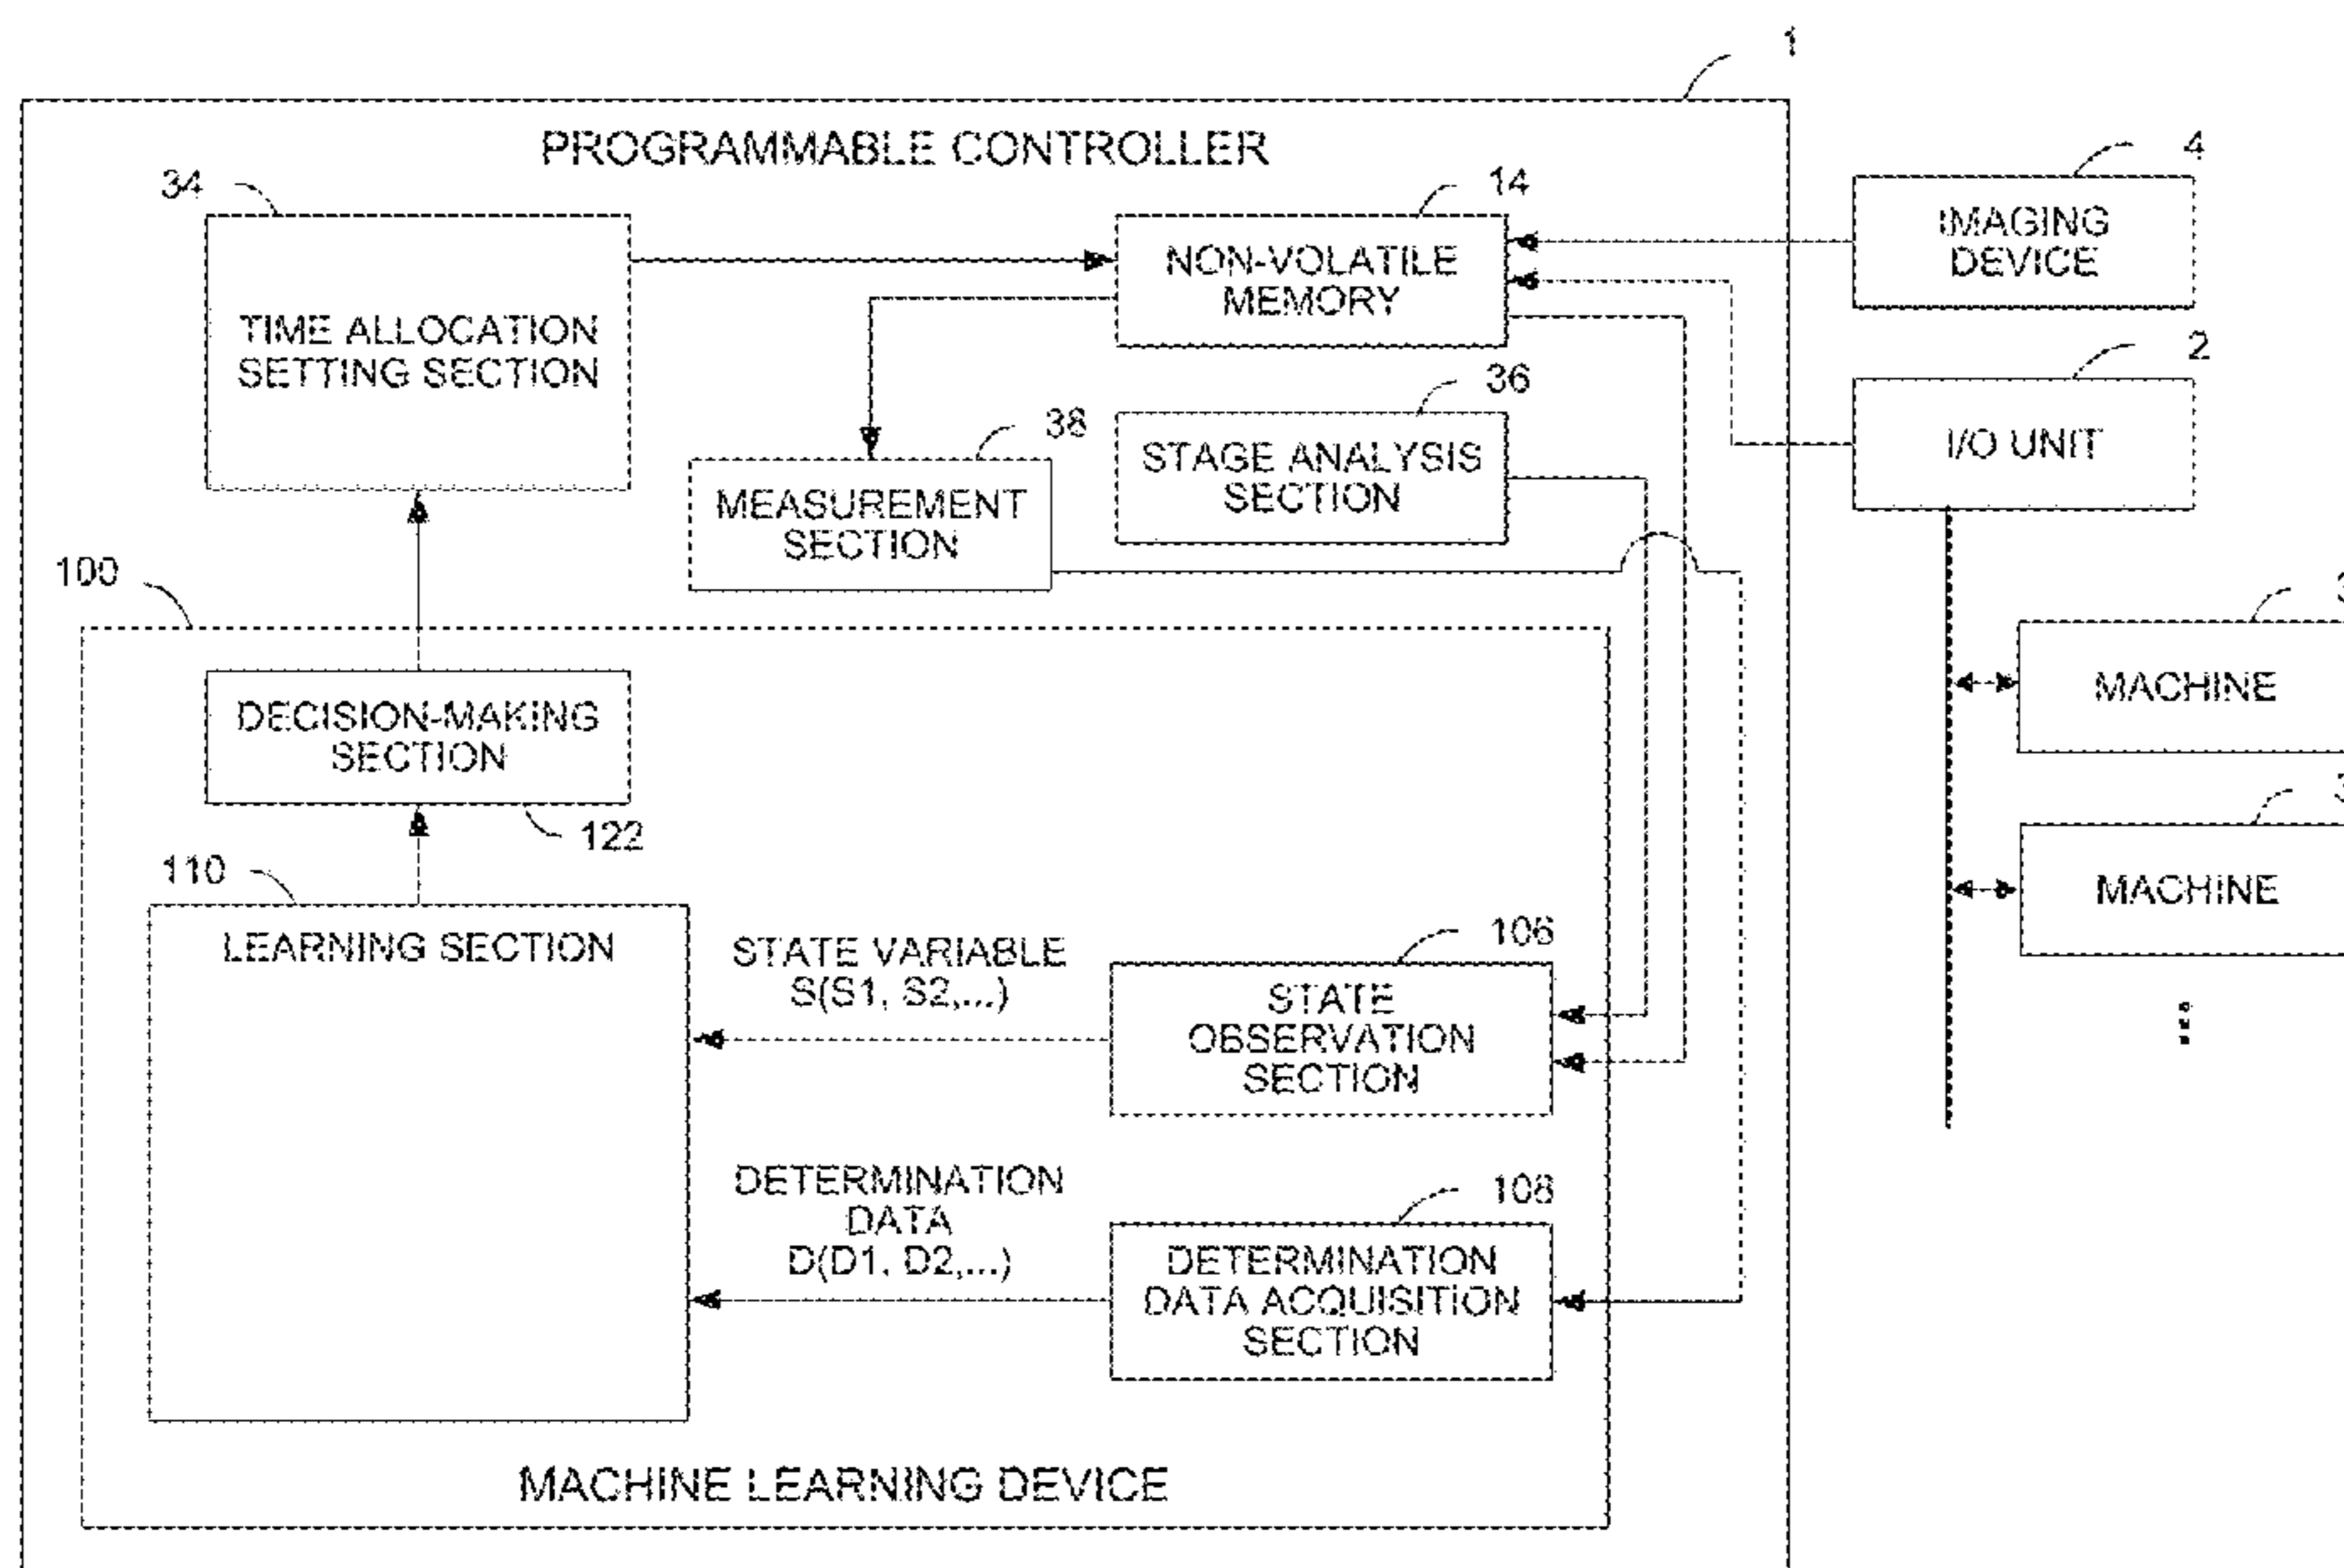 1
PROGRAMMABLE CONTROLLER
34
14
4
TIME ALLOCATION
SETTING SECTION
NON-VOLATILE
MEMORY
IMAGING
DEVICE
2
I/O UNIT
36
STAGE ANALYSIS
SECTION
38
MEASUREMENT
SECTION
100
3
MACHINE
DECISION-MAKING
SECTION
122
3
MACHINE
110
LEARNING SECTION
STATE VARIABLE
S(S1, S2,...)
106
STATE
OBSERVATION
SECTION
DETERMINATION
DATA
D(D1, D2,...)
108
DETERMINATION
DATA ACQUISITION
SECTION
MACHINE LEARNING DEVICE